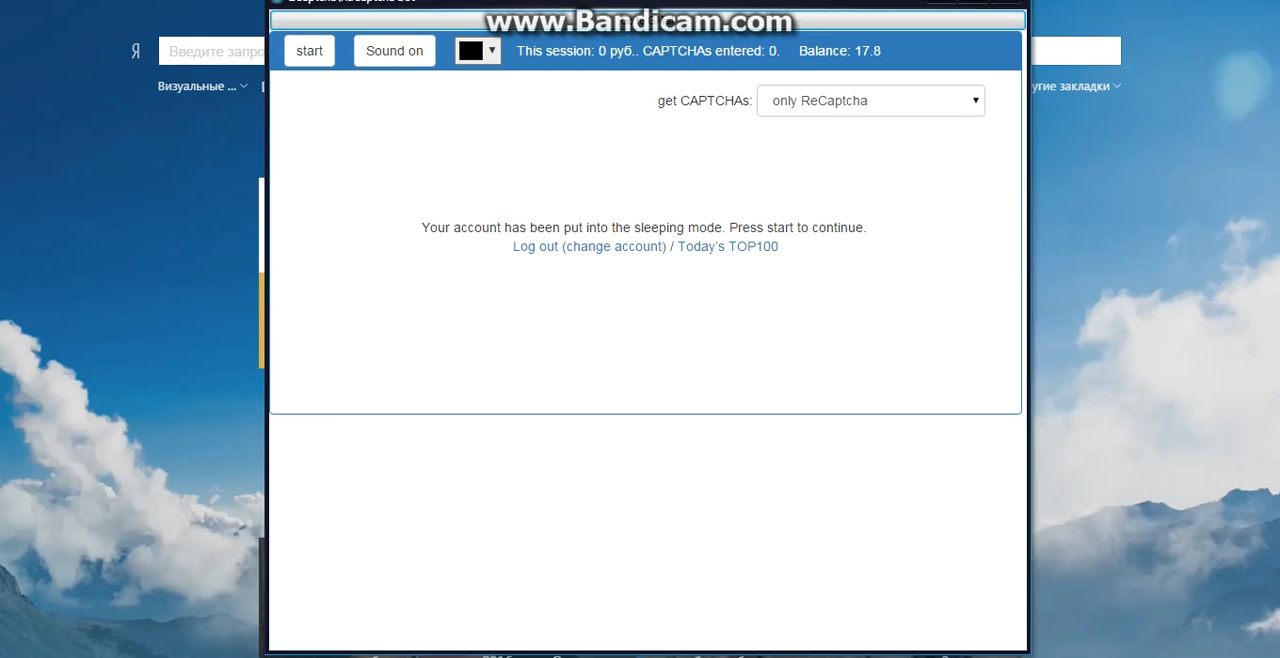 www.Bandicam.com
start
Sound on
This session: 0 руб.. CAPTCHAs entered: 0.
Balance: 17.8
Я
Введите запро
Визуальные ...
угие закладки
get CAPTCHAs:
only ReCaptcha
Your account has been put into the sleeping mode. Press start to continue.
Log out (change account) / Today's TOP100